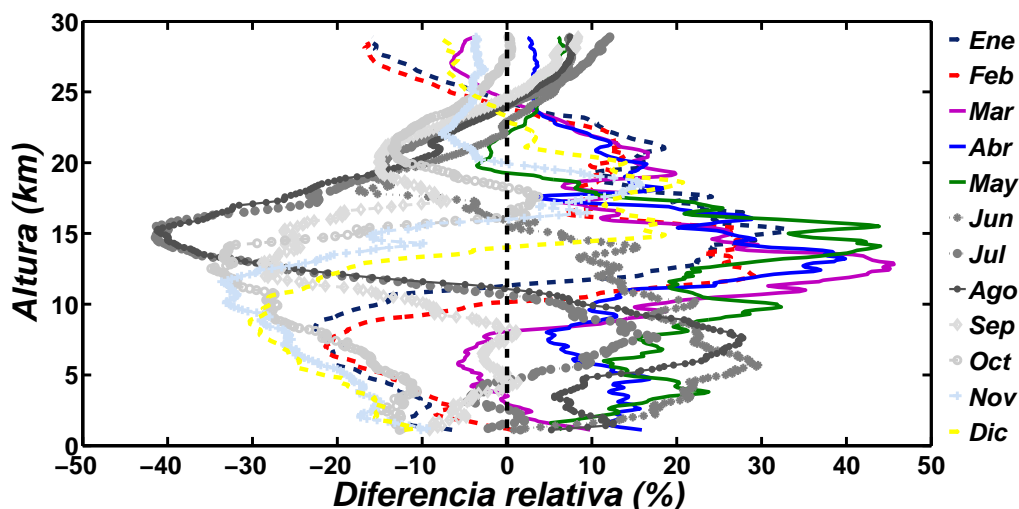 30
25
20
15
10
5
0
Altura (km)
−50 −40 −30 −20 −10 0 10 20 30 40 50
Diferencia relativa (%)
Ene
Feb
Mar
Abr
May
Jun
Jul
Ago
Sep
Oct
Nov
Dic